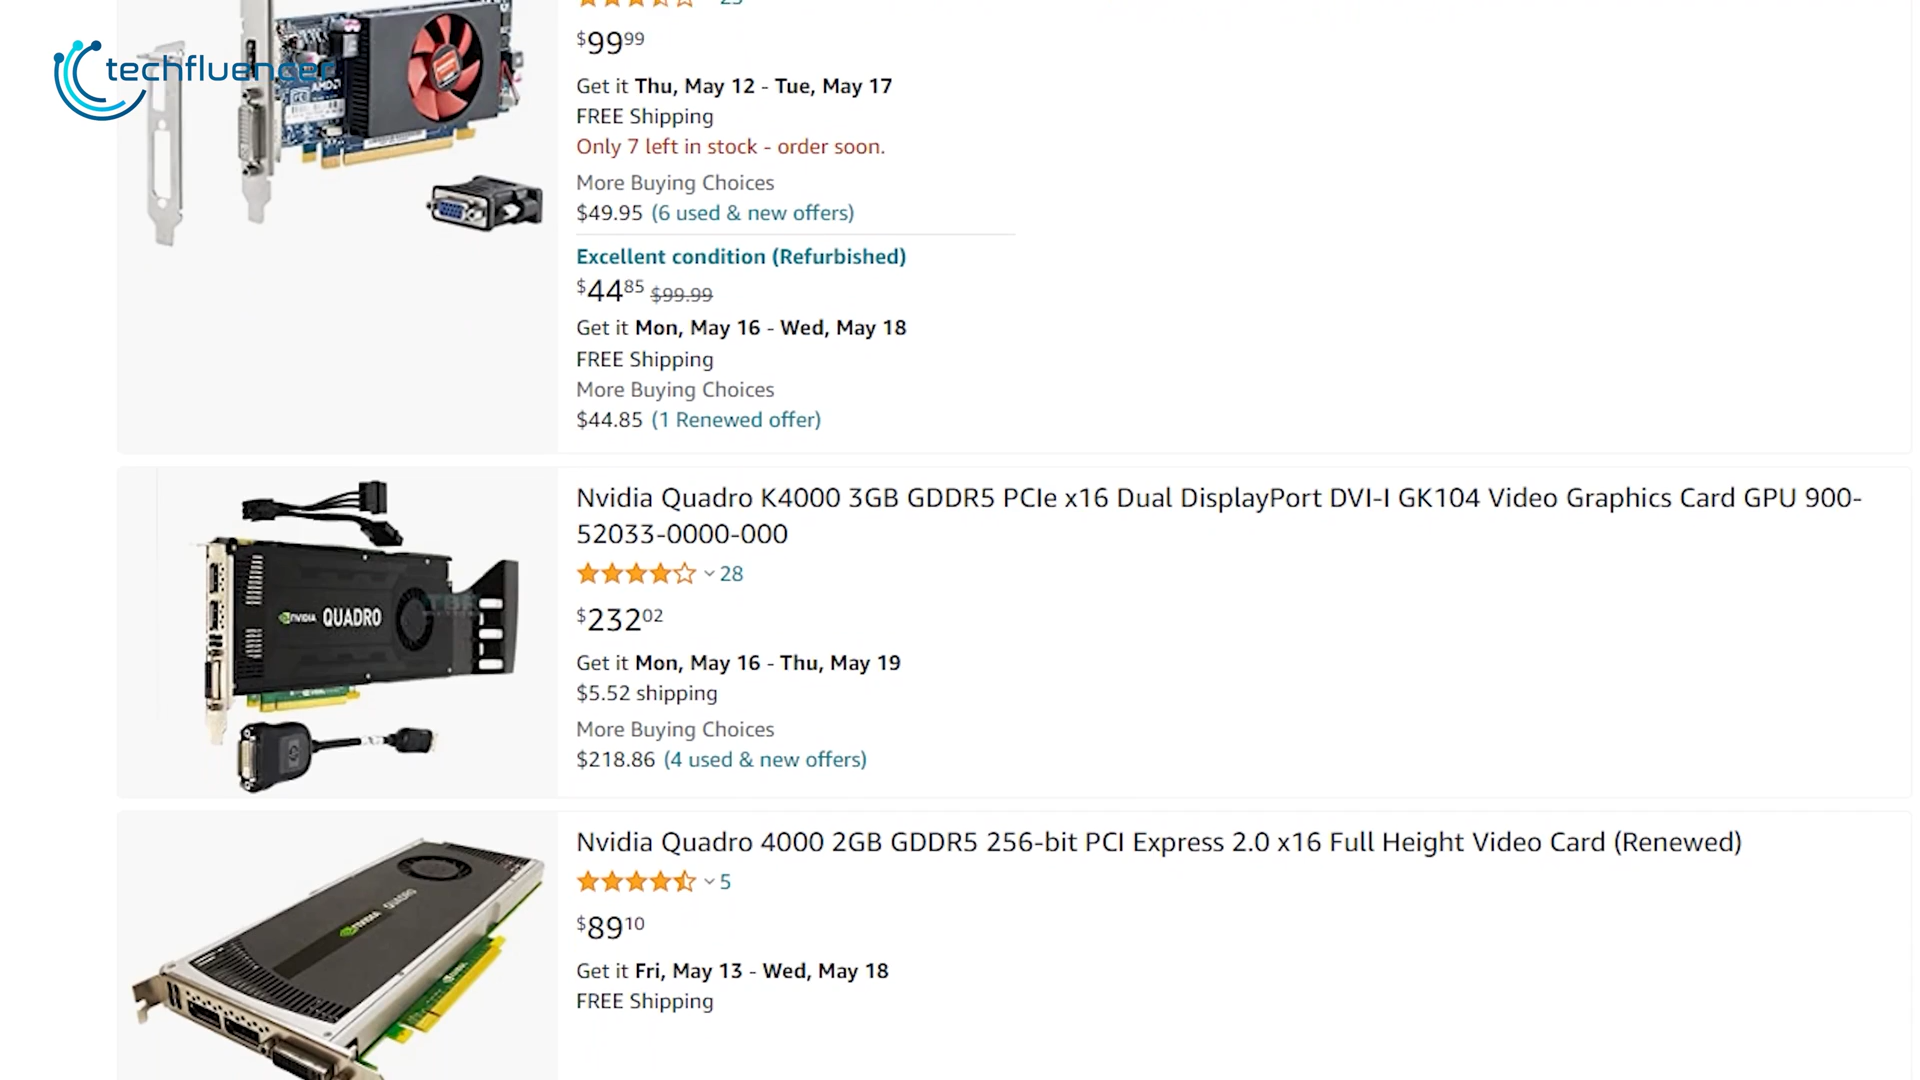 techfluencer
AMD
25
$99 99
Get it Thu, May 12 - Tue, May 17
FREE Shipping
Only 7 left in stock - order soon.
More Buying Choices
$49.95 (6 used & new offers)
Excellent condition (Refurbished)
$44 85 $99.99
Get it Mon, May 16 - Wed, May 18
FREE Shipping
More Buying Choices
$44.85 (1 Renewed offer)
NVIDIA QUADRO
Nvidia Quadro K4000 3GB GDDR5 PCIe x16 Dual DisplayPort DVI-I GK104 Video Graphics Card GPU 900-
52033-0000-000
28
$232 02
Get it Mon, May 16 - Thu, May 19
$5.52 shipping
More Buying Choices
$218.86 (4 used & new offers)
NVIDIA QUADRO
Nvidia Quadro 4000 2GB GDDR5 256-bit PCI Express 2.0 x16 Full Height Video Card (Renewed)
5
$89 10
Get it Fri, May 13 - Wed, May 18
FREE Shipping